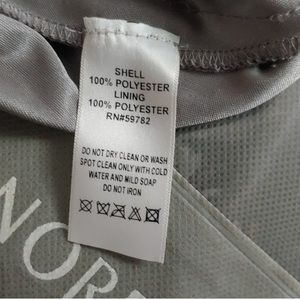 SHELL
100% POLYESTER
LINING
100% POLYESTER
RN#59782
DO NOT DRY CLEAN OR WASH
SPOT CLEAN ONLY WITH COLD
WATER AND MILD SOAP
DO NOT IRON